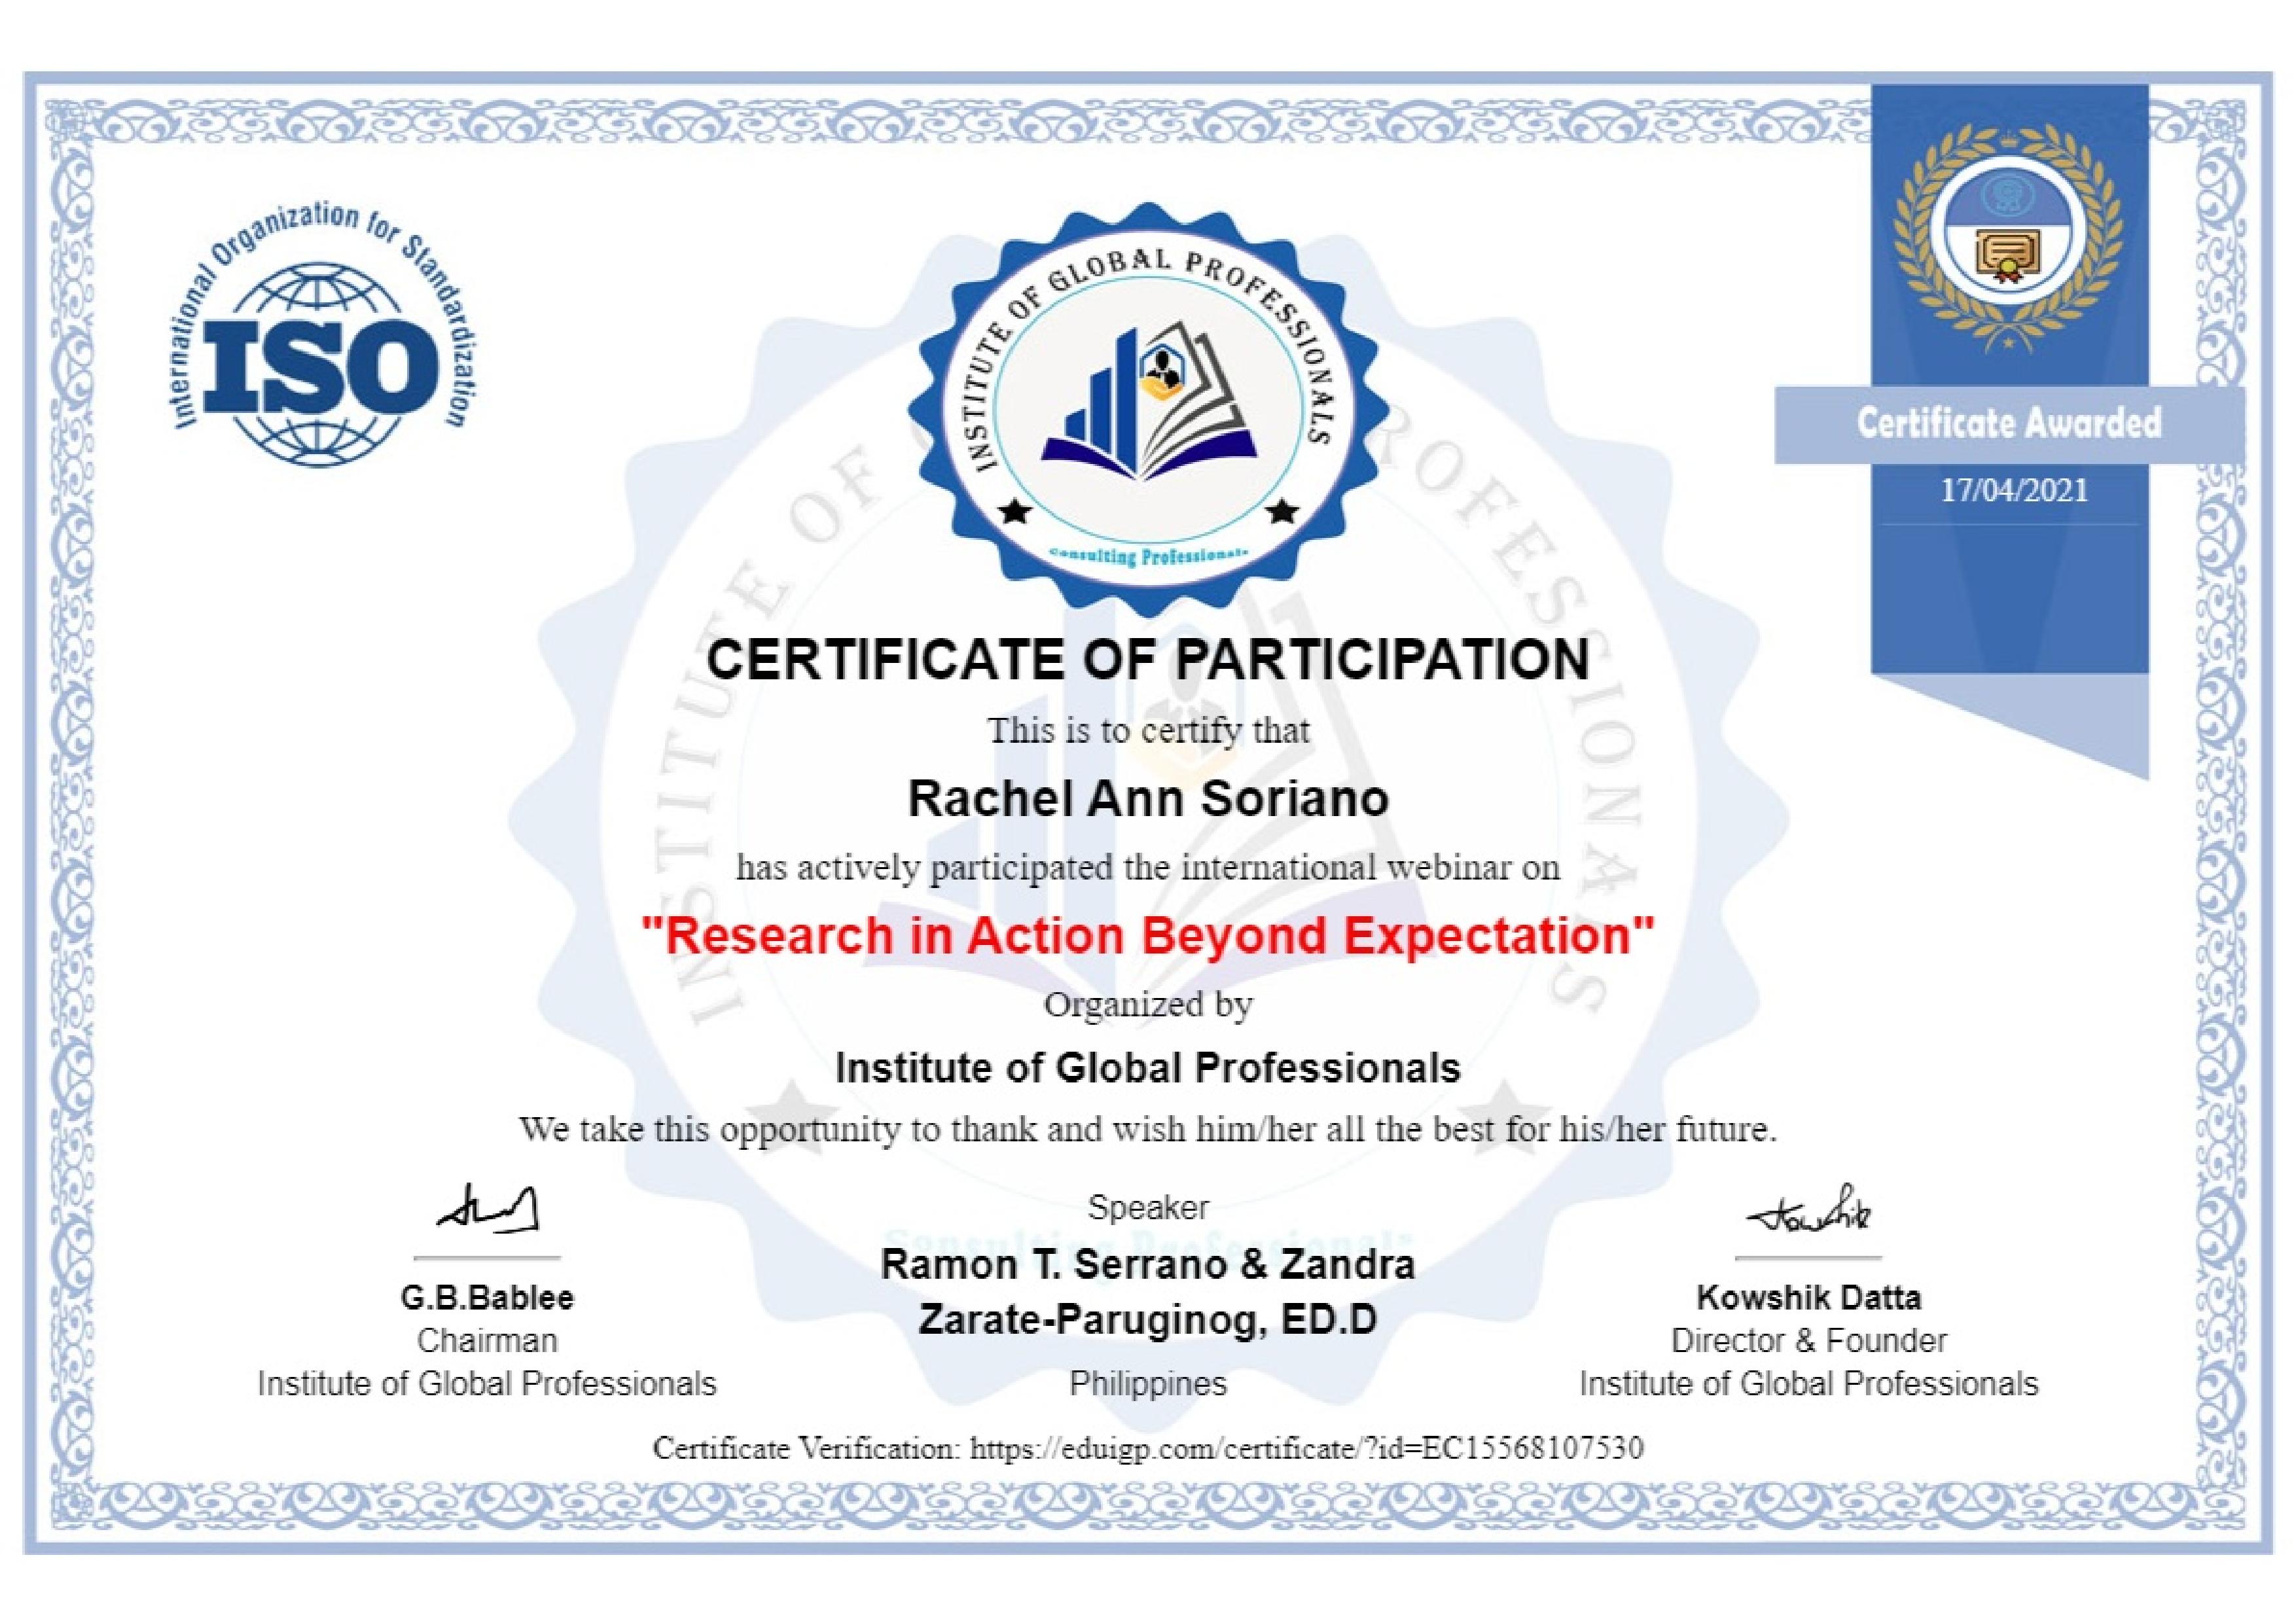 International Organization for Standardization
ISO
INSTITUTE OF GLOBAL PROFESSIONALS
Consulting Professionals
Certificate Awarded
17/04/2021
CERTIFICATE OF PARTICIPATION
This is to certify that
Rachel Ann Soriano
has actively participated the international webinar on
"Research in Action Beyond Expectation"
Organized by
Institute of Global Professionals
We take this opportunity to thank and wish him/her all the best for his/her future.
Kowshik
G.B.Bablee
Chairman
Institute of Global Professionals
Speaker
Ramon T. Serrano & Zandra
Zarate-Paruginog, ED.D
Philippines
Kowshik Datta
Director & Founder
Institute of Global Professionals
Certificate Verification: https://eduigp.com/certificate/?id=EC15568107530